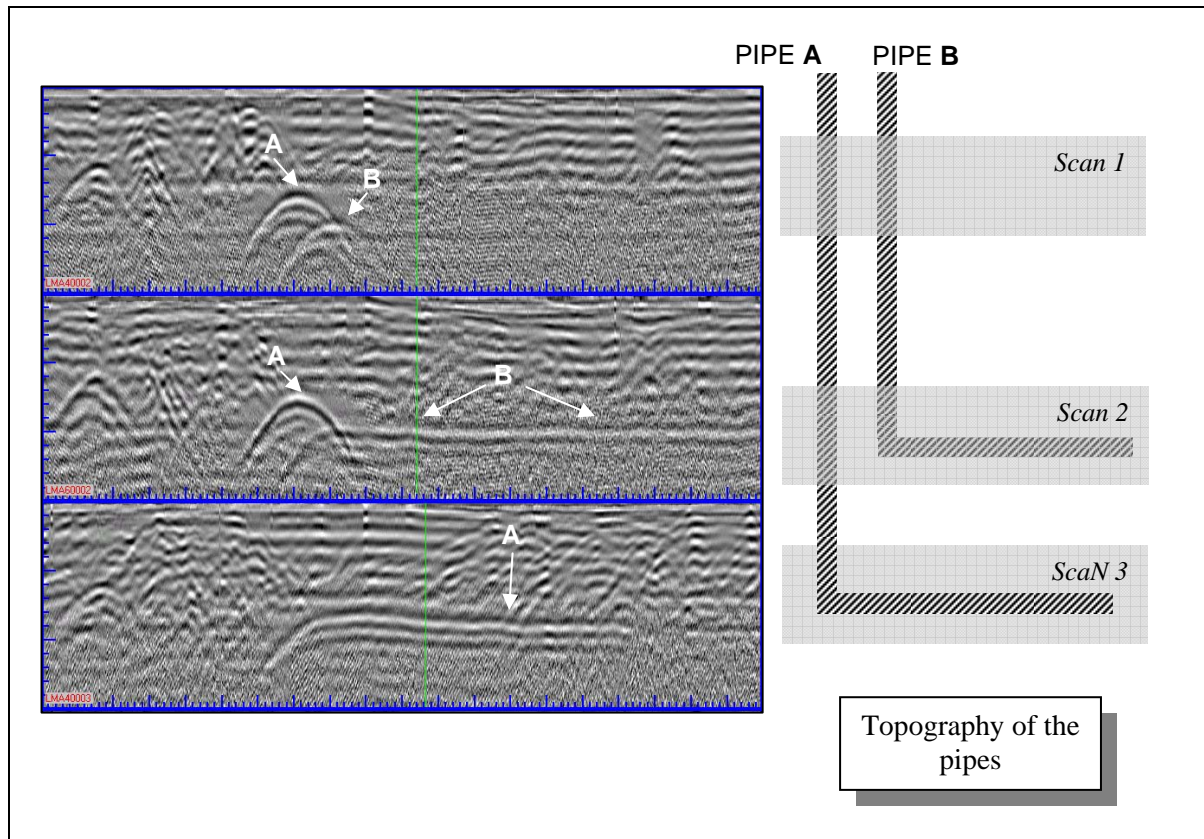 PIPE A PIPE B
A
B
Scan 1
LMA40002
A
B
Scan 2
LMA60002
A
ScaN 3
LMA40003
Topography of the
pipes